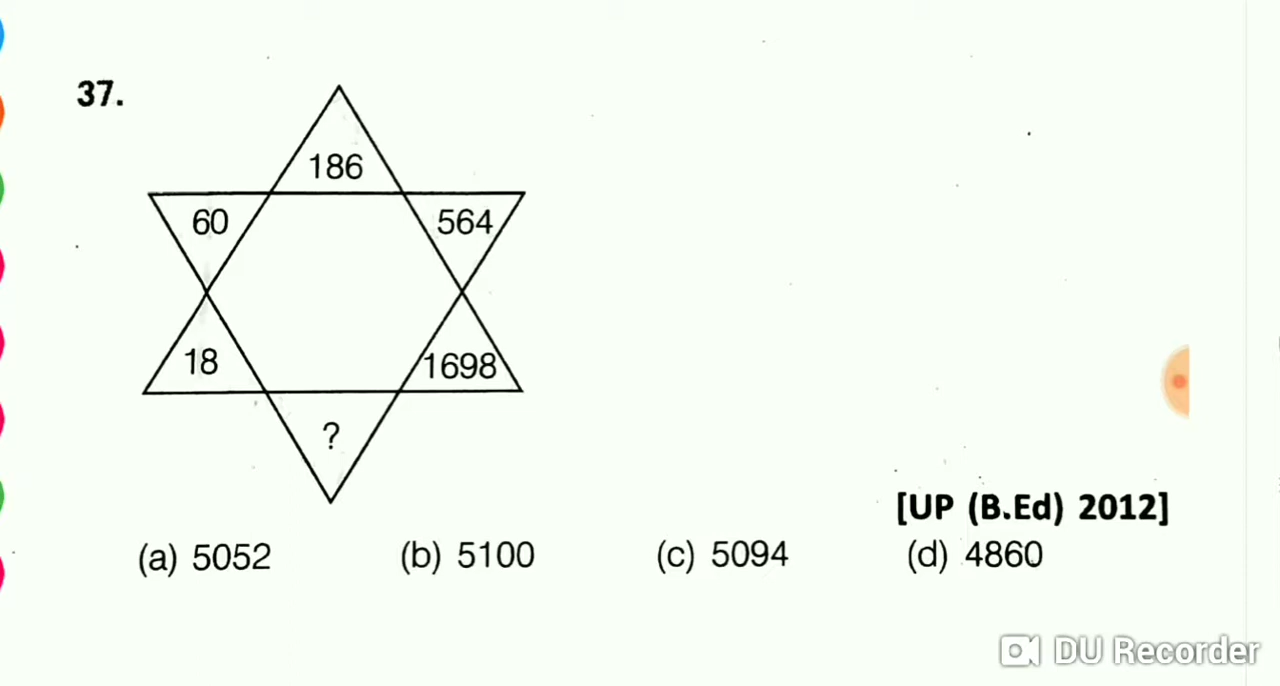 37.
186
60
564
18
1698
?
[UP (B.Ed) 2012]
(a) 5052 (b) 5100 (c) 5094 (d) 4860
DU Recorder